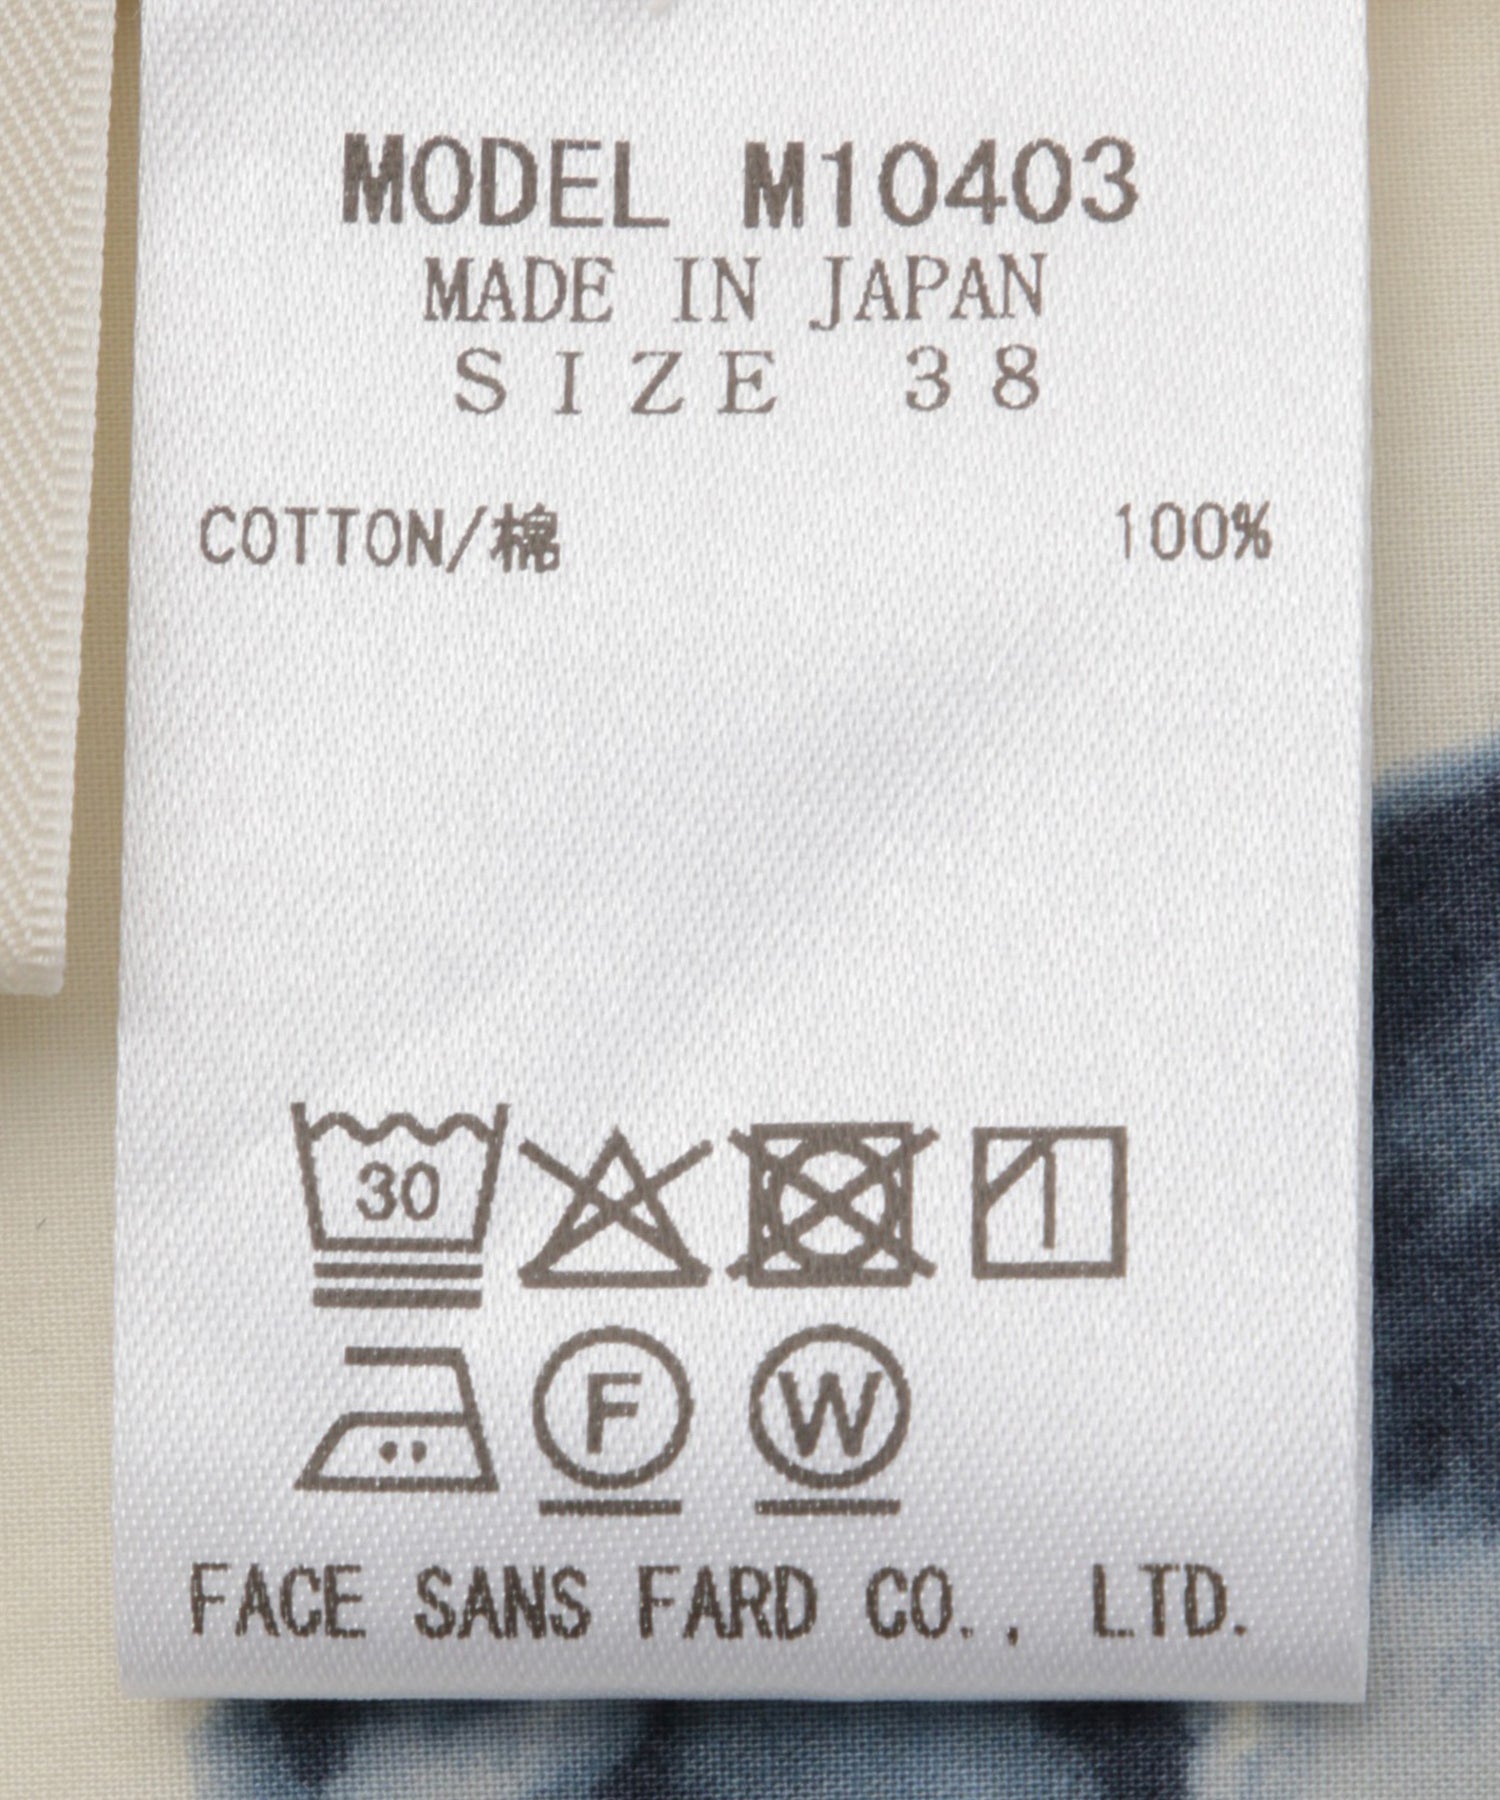 MODEL M10403
MADE IN JAPAN
SIZE 38
COTTON/棉 100%
30
F W
FACE SANS FARD CO., LTD.